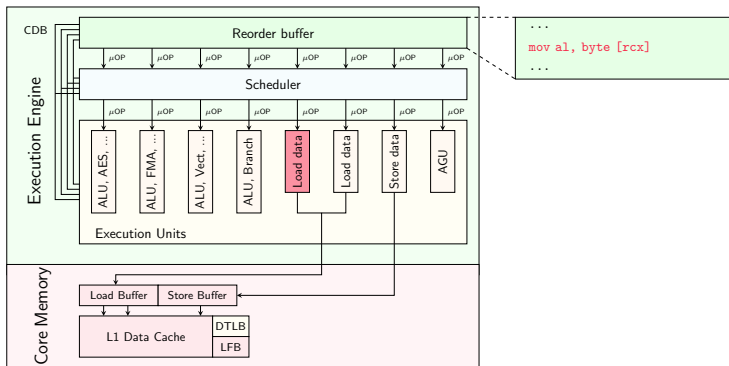 CDB
Reorder buffer
...
mov al, byte [rcx]
...
μOP μOP μOP μOP μOP μOP μOP μOP
Scheduler
μOP μOP μOP μOP μOP μOP μOP μOP
Execution Engine
ALU, AES, ...
ALU, FMA, ...
ALU, Vect, ...
ALU, Branch
Load data
Load data
Store data
AGU
Execution Units
Core Memory
Load Buffer
Store Buffer
L1 Data Cache
DTLB
LFB